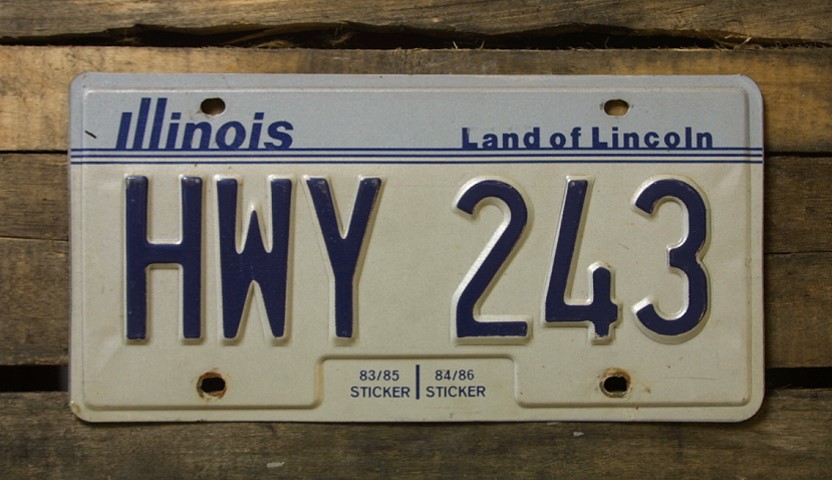 Illinois Land of Lincoln
HWY 243
83/85 84/86
STICKER STICKER